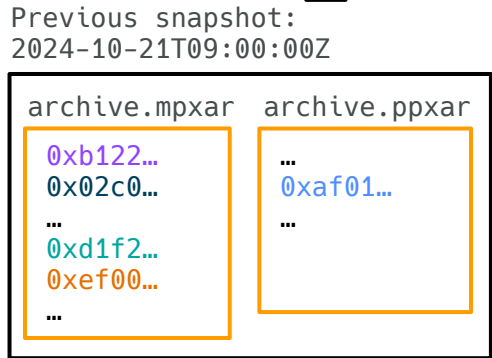 Previous snapshot:
2024-10-21T09:00:00Z
archive.mpxar archive.ppxar
0xb122…
0x02c0…
…
0xd1f2…
0xef00…
…
…
0xaf01…
…